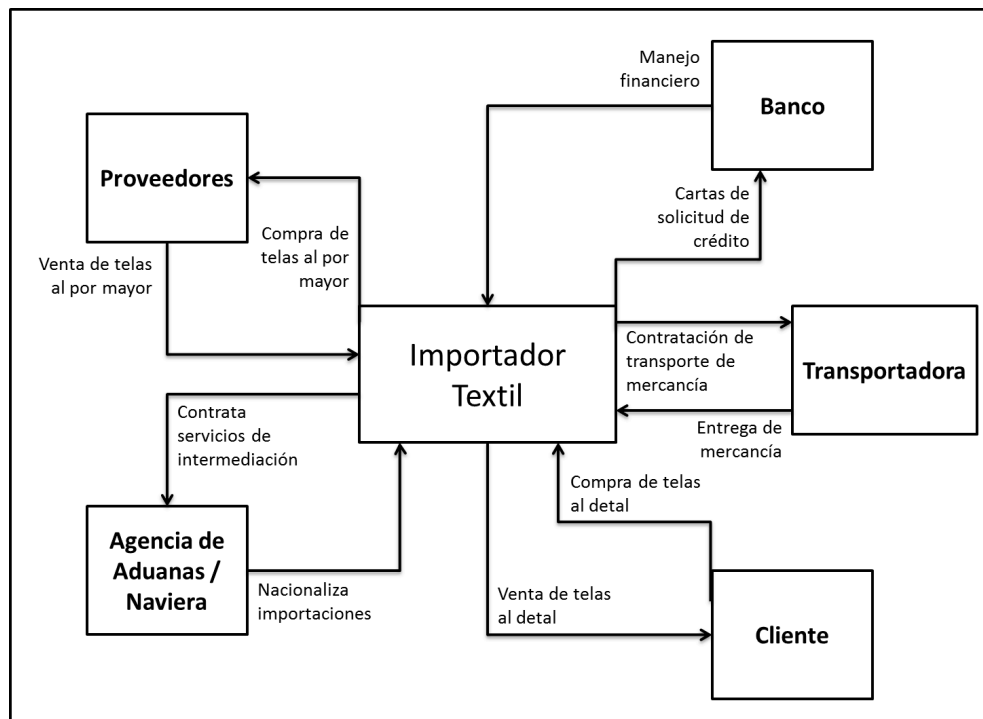 Manejo
financiero
Banco
Proveedores
Cartas de
solicitud de
crédito
Compra de
telas al por
mayor
Venta de telas
al por mayor
Importador
Textil
Contratación de
transporte de
mercancía
Transportadora
Contrata
servicios de
intermediación
Entrega de
mercancía
Compra de telas
al detal
Agencia de
Aduanas /
Naviera
Nacionaliza
importaciones
Venta de telas
al detal
Cliente